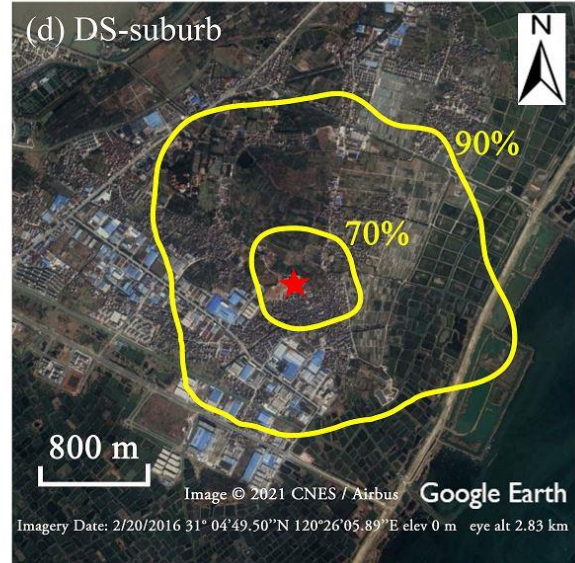 (d) DS-suburb
N
90%
70%
800 m
Image © 2021 CNES / Airbus
Google Earth
Imagery Date: 2/20/2016 31° 04’49.50’’N 120°26’05.89’’E elev 0 m eye alt 2.83 km